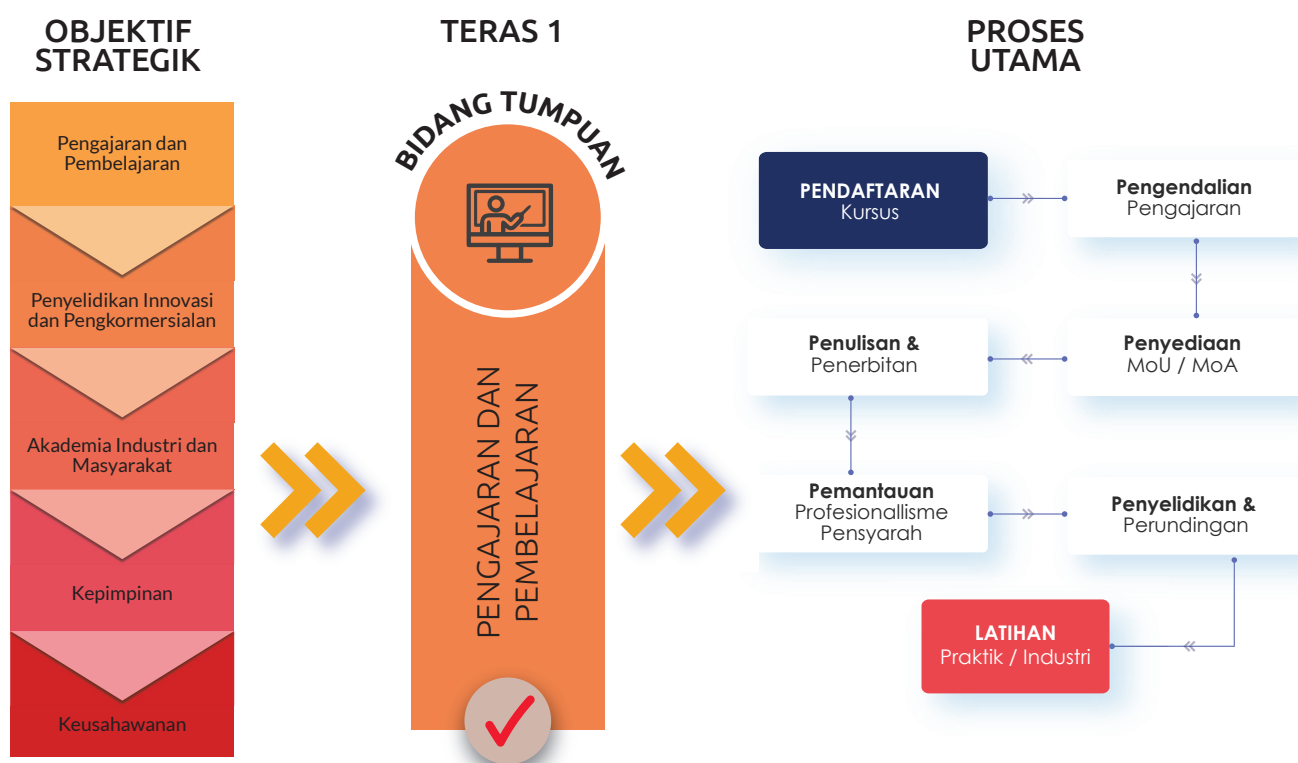 OBJEKTIF
STRATEGIK
Pengajaran dan
Pembelajaran
Penyelidikan Innovasi
dan Pengkormersialan
Akademia Industri dan
Masyarakat
Kepimpinan
Keusahawanan
TERAS 1
BIDANG TUMPUAN
PENGAJARAN DAN
PEMBELAJARAN
PROSES
UTAMA
PENDAFTARAN
Kursus
Pengendalian
Pengajaran
Penyediaan
MoU / MoA
Penulisan &
Penerbitan
Pemantauan
Profesionallisme
Pensyarah
Penyelidikan &
Perundingan
LATIHAN
Praktik / Industri